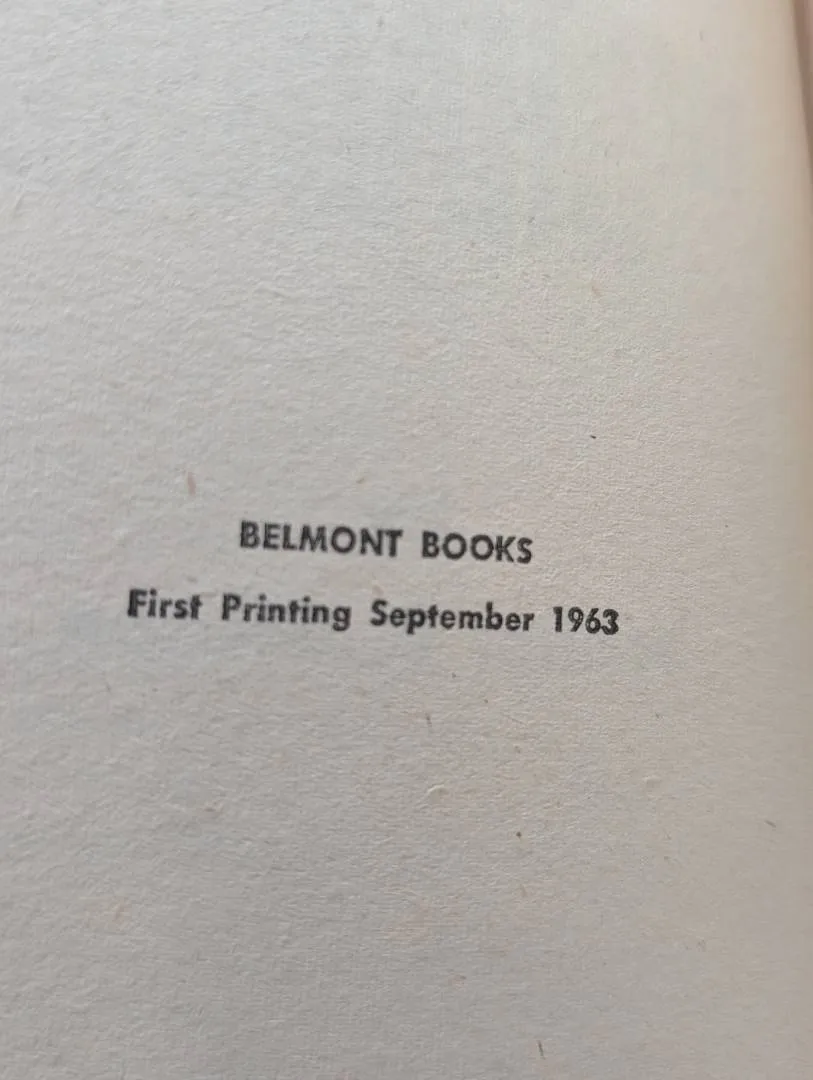 BELMONT BOOKS
First Printing September 1963